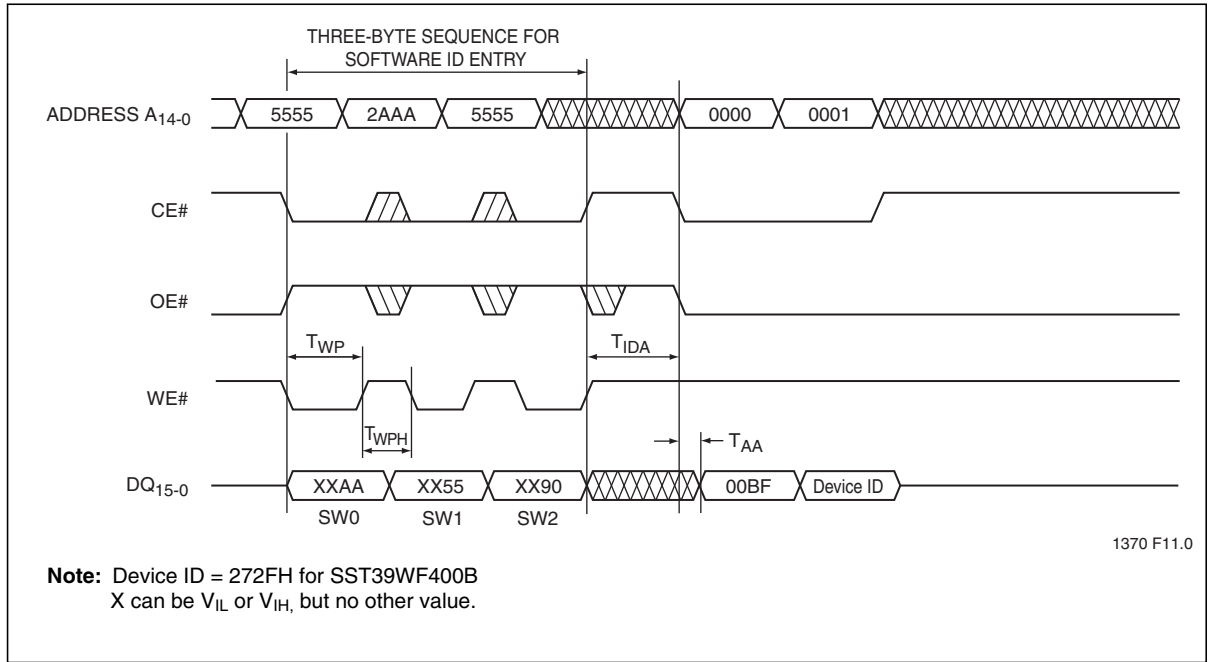 THREE-BYTE SEQUENCE FOR
SOFTWARE ID ENTRY
ADDRESS A14-0
5555 2AAA 5555 0000 0001
CE#
OE#
TWP TIDA
WE#
TWPH TAA
DQ15-0
XXAA XX55 XX90 00BF Device ID
SW0 SW1 SW2
1370 F11.0
Note: Device ID = 272FH for SST39WF400B
X can be VIL or VIH, but no other value.